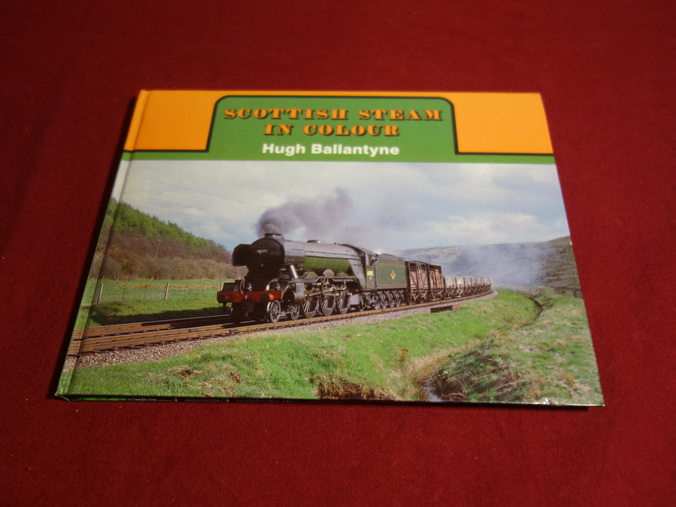 SCOTTISH STEAM
IN COLOUR
Hugh Ballantyne